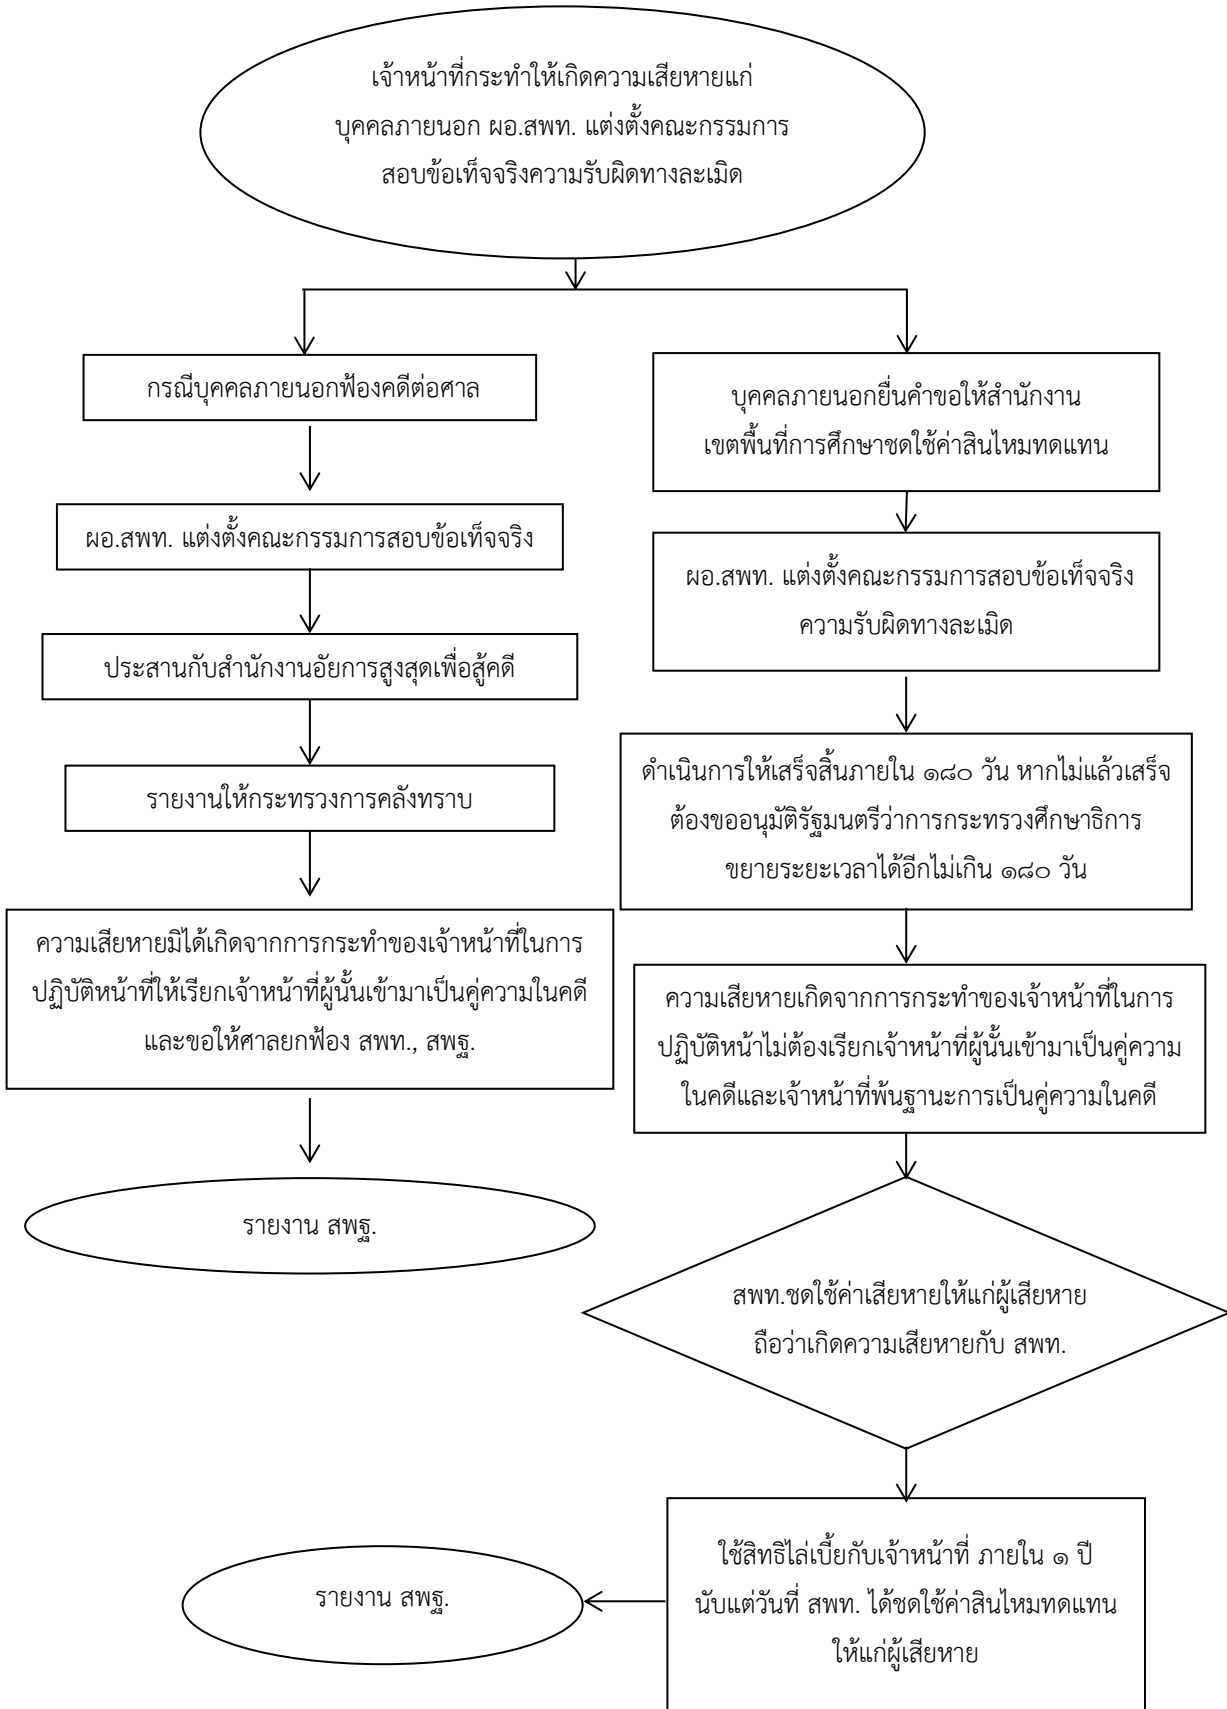 เจ้าหน้าที่กระทำให้เกิดความเสียหายแก่
บุคคลภายนอก ผอ.สพท. แต่งตั้งคณะกรรมการ
สอบข้อเท็จจริงความรับผิดทางละเมิด
กรณีบุคคลภายนอกฟ้องคดีต่อศาล
ผอ.สพท. แต่งตั้งคณะกรรมการสอบข้อเท็จจริง
ประสานกับสำนักงานอัยการสูงสุดเพื่อสู้คดี
รายงานให้กระทรวงการคลังทราบ
ความเสียหายมิได้เกิดจากการกระทำของเจ้าหน้าที่ในการ
ปฏิบัติหน้าที่ให้เรียกเจ้าหน้าที่ผู้นั้นเข้ามาเป็นคู่ความในคดี
และขอให้ศาลยกฟ้อง สพท., สพฐ.
รายงาน สพฐ.
บุคคลภายนอกยื่นคำขอให้สำนักงาน
เขตพื้นที่การศึกษาชดใช้ค่าสินไหมทดแทน
ผอ.สพท. แต่งตั้งคณะกรรมการสอบข้อเท็จจริง
ความรับผิดทางละเมิด
ดำเนินการให้เสร็จสิ้นภายใน ๑๘๐ วัน หากไม่แล้วเสร็จ
ต้องขออนุมัติรัฐมนตรีว่าการกระทรวงศึกษาธิการ
ขยายระยะเวลาได้อีกไม่เกิน ๑๘๐ วัน
ความเสียหายเกิดจากการกระทำของเจ้าหน้าที่ในการ
ปฏิบัติหน้าไม่ต้องเรียกเจ้าหน้าที่ผู้นั้นเข้ามาเป็นคู่ความ
ในคดีและเจ้าหน้าที่พ้นฐานะการเป็นคู่ความในคดี
สพท.ชดใช้ค่าเสียหายให้แก่ผู้เสียหาย
ถือว่าเกิดความเสียหายกับ สพท.
ใช้สิทธิไล่เบี้ยกับเจ้าหน้าที่ ภายใน ๑ ปี
นับแต่วันที่ สพท. ได้ชดใช้ค่าสินไหมทดแทน
ให้แก่ผู้เสียหาย
รายงาน สพฐ.